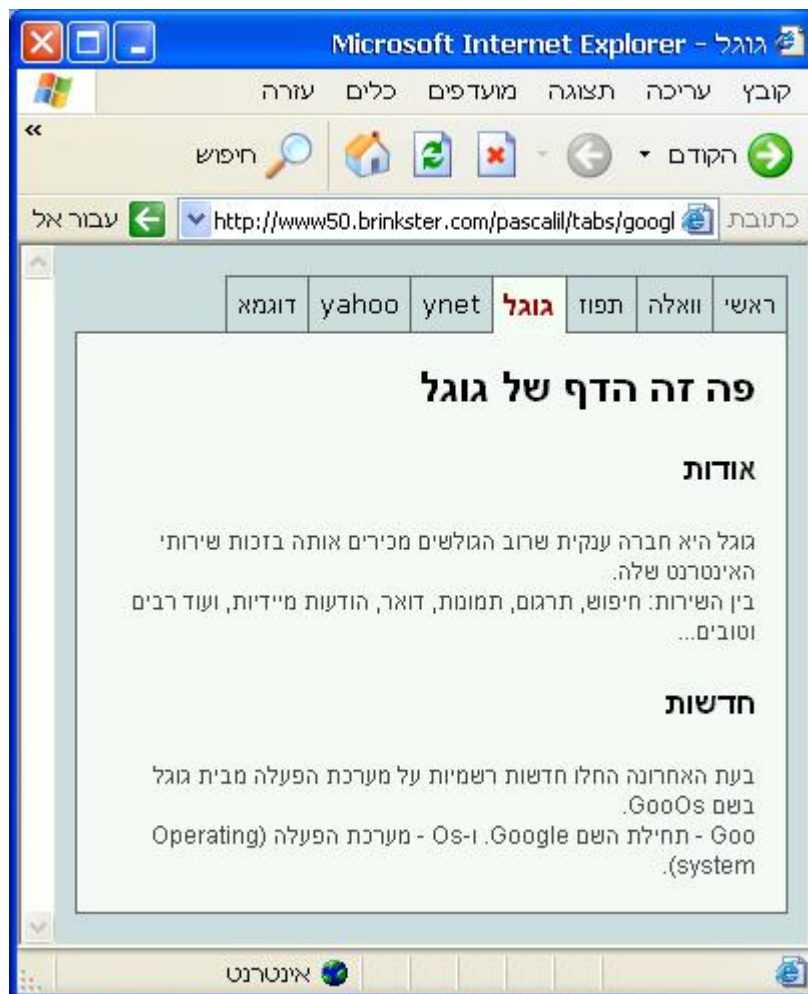 גוגל - Microsoft Internet Explorer
קובץ עריכה תצוגה מועדפים כלים עזרה
הקודם חיפוש »
כתובת http://www50.brinkster.com/pascalil/tabs/googl עבור אל
ראשי וואלה תפוז גוגל ynet yahoo דוגמא
פה זה הדף של גוגל
אודות
גוגל היא חברה ענקית שרוב הגולשים מכירים אותה בזכות שירותי
האינטרנט שלה.
בין השירות: חיפוש, תרגום, תמונות, דואר, הודעות מיידיות, ועוד רבים
וטובים...
חדשות
בעת האחרונה החלו חדשות רשמיות על מערכת הפעלה מבית גוגל
בשם GooOs.
Goo - תחילת השם Google. ו-Os - מערכת הפעלה (Operating
system).
אינטרנט